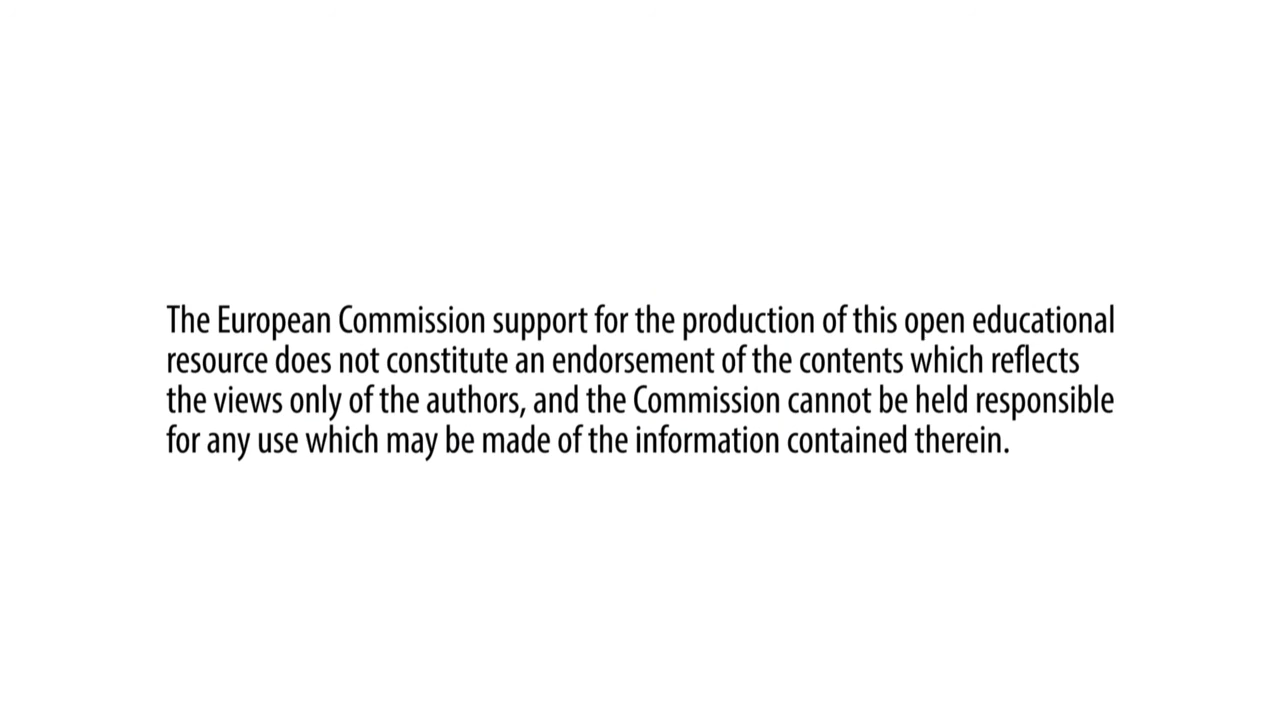 The European Commission support for the production of this open educational
resource does not constitute an endorsement of the contents which reflects
the views only of the authors, and the Commission cannot be held responsible
for any use which may be made of the information contained therein.